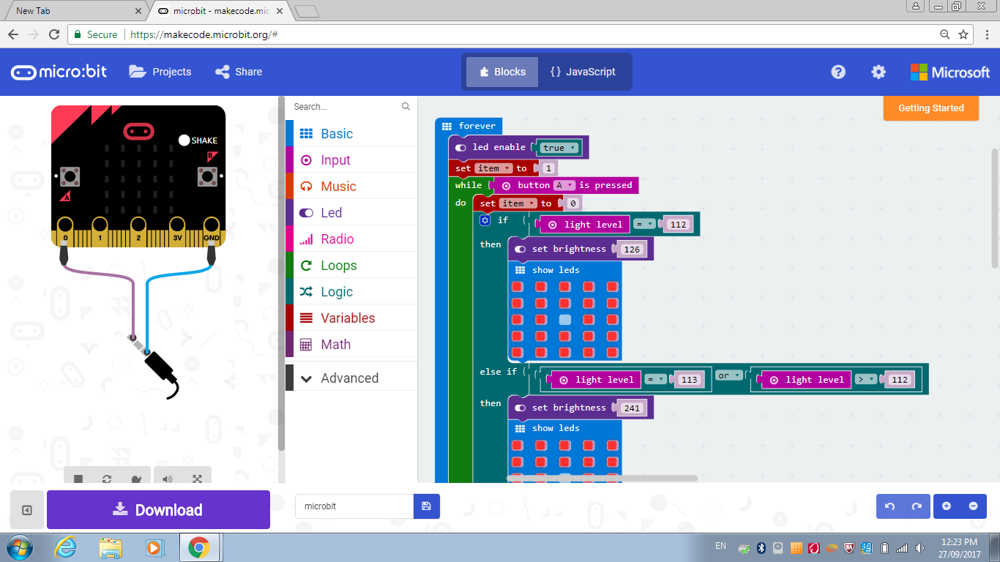 New Tab
microbit - makecode.mic
Secure
https://makecode.microbit.org/#
micro:bit
Projects
Share
Blocks
{} JavaScript
Microsoft
Getting Started
SHAKE
B
A
0 1 2 3V GND
Search...
Basic
Input
Music
Led
Radio
Loops
Logic
Variables
Math
Advanced
forever
led enable true
set item to 1
while button A is pressed
do set item to 0
if light level = 112
then set brightness 126
show leds
else if light level = 113 or light level > 112
then set brightness 241
show leds
Download
microbit
EN
12:23 PM
27/09/2017